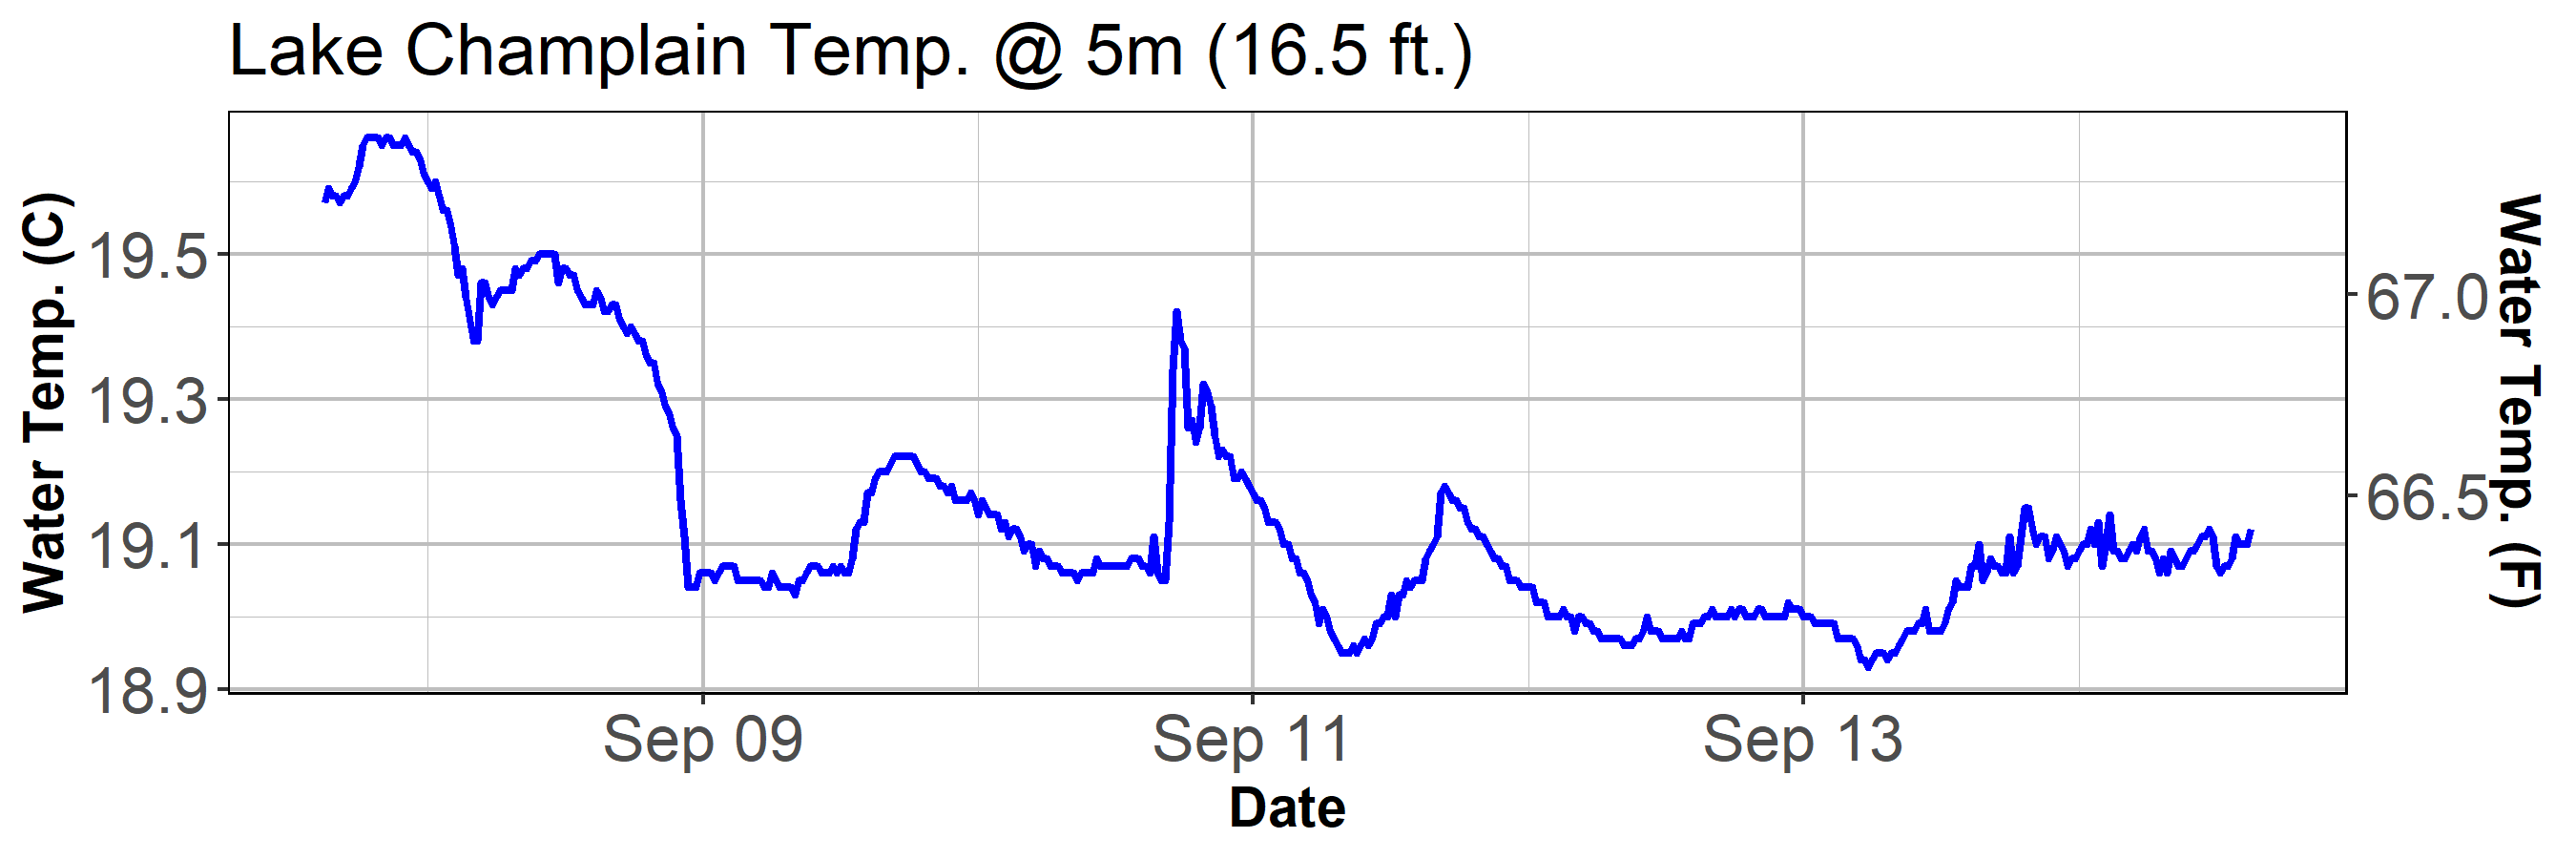 Lake Champlain Temp. @ 5m (16.5 ft.)
Water Temp. (C)
19.5
19.3
19.1
18.9
67.0
66.5
Water Temp. (F)
Sep 09
Sep 11
Sep 13
Date